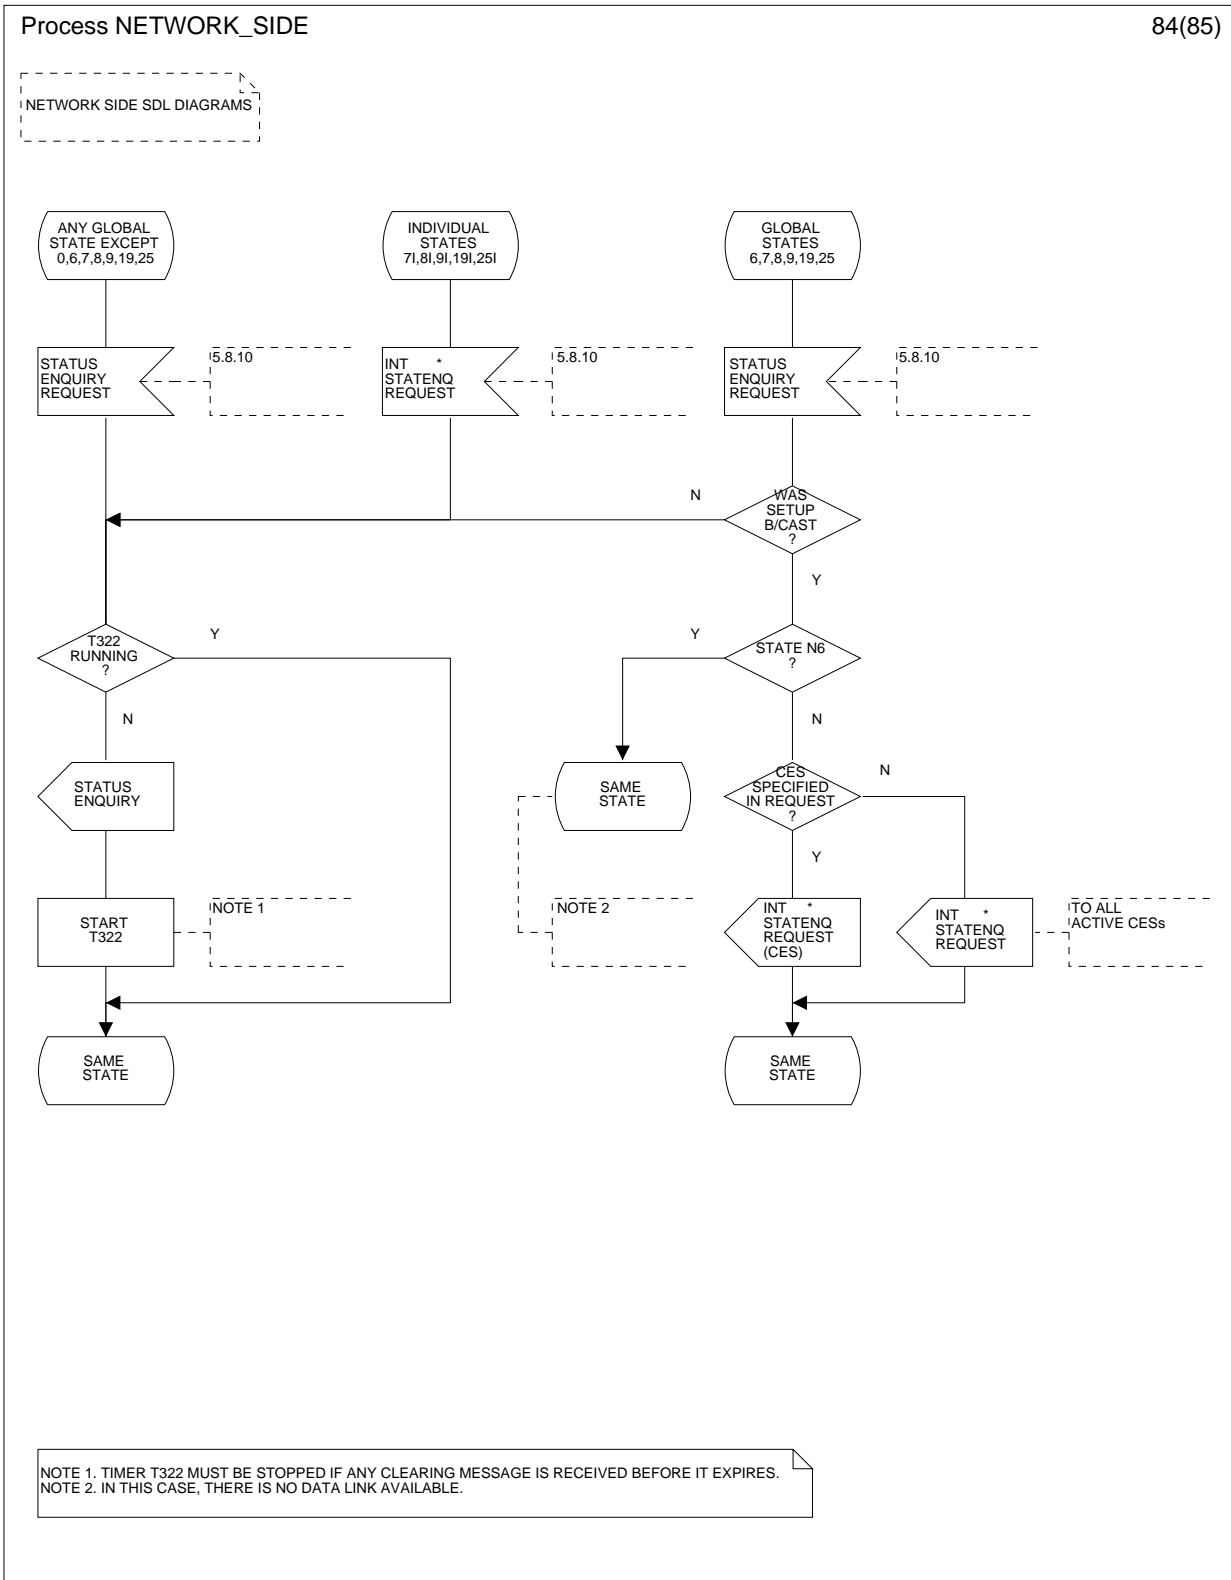 Process NETWORK_SIDE
84(85)
NETWORK SIDE SDL DIAGRAMS
ANY GLOBAL
STATE EXCEPT
0,6,7,8,9,19,25
INDIVIDUAL
STATES
7I,8I,9I,19I,25I
GLOBAL
STATES
6,7,8,9,19,25
STATUS
ENQUIRY
REQUEST
5.8.10
INT *
STATENQ
REQUEST
5.8.10
STATUS
ENQUIRY
REQUEST
5.8.10
N
WAS
SETUP
B/CAST
?
Y
T322
RUNNING
?
Y
Y
STATE N6
?
N
N
STATUS
ENQUIRY
SAME
STATE
CES
SPECIFIED
IN REQUEST
?
N
Y
START
T322
NOTE 1
NOTE 2
INT *
STATENQ
REQUEST
(CES)
INT *
STATENQ
REQUEST
TO ALL
ACTIVE CESs
SAME
STATE
SAME
STATE
NOTE 1. TIMER T322 MUST BE STOPPED IF ANY CLEARING MESSAGE IS RECEIVED BEFORE IT EXPIRES.
NOTE 2. IN THIS CASE, THERE IS NO DATA LINK AVAILABLE.